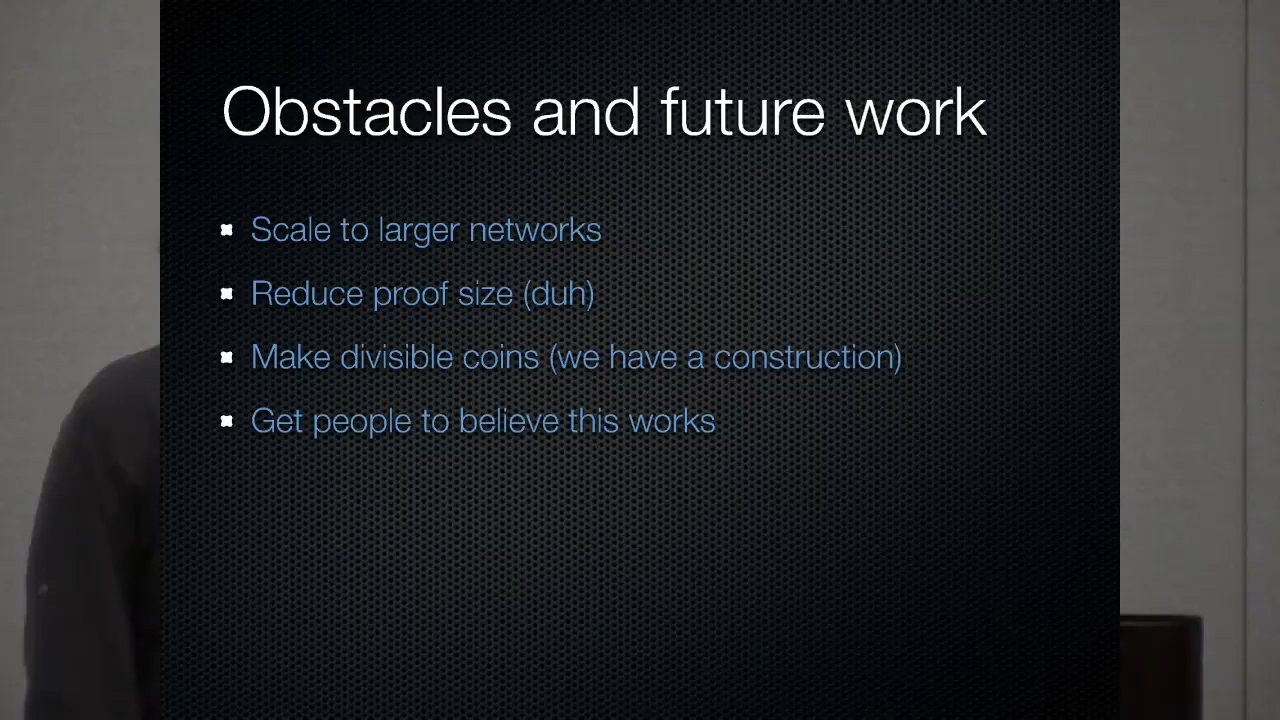 Obstacles and future work
Scale to larger networks
Reduce proof size (duh)
Make divisible coins (we have a construction)
Get people to believe this works